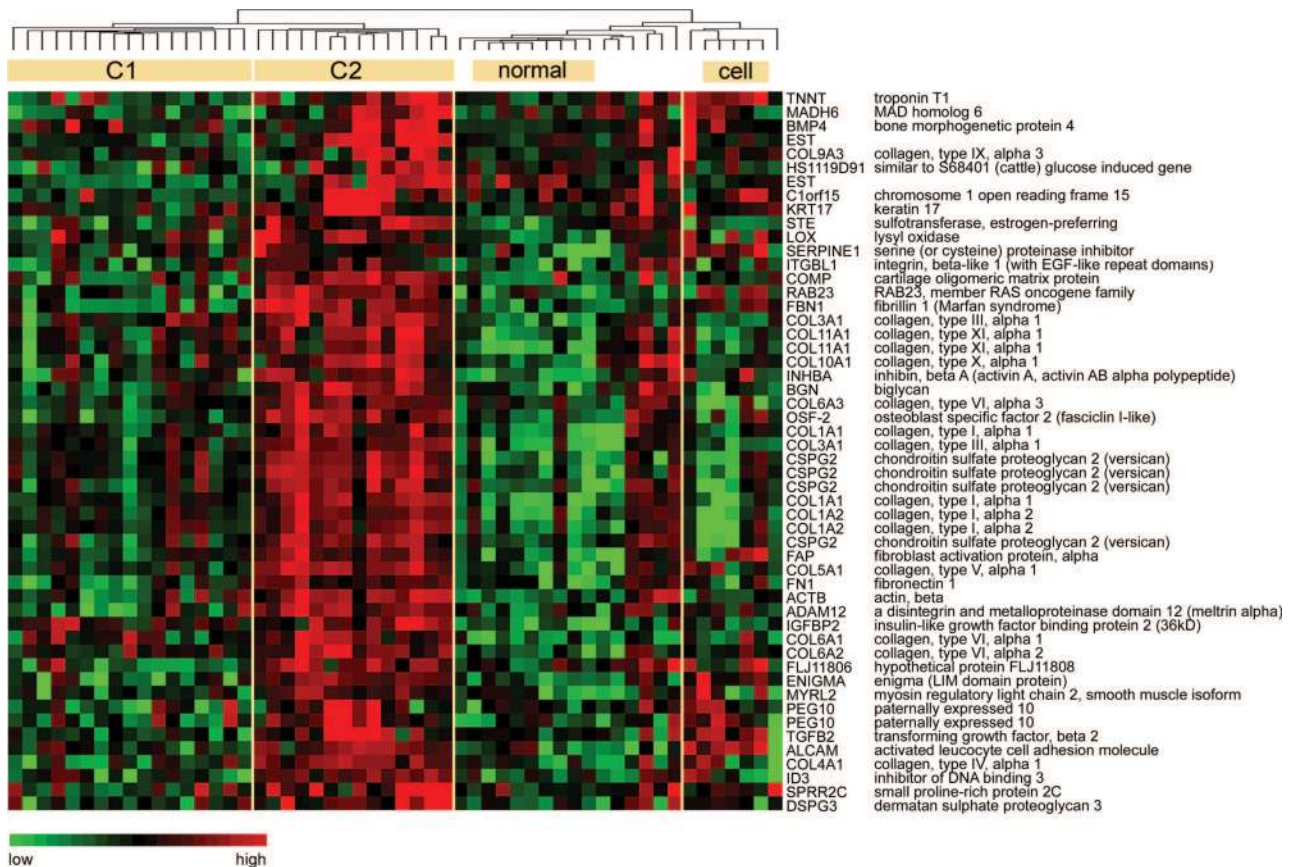 C1 C2 normal cell
TNNT troponin T1
MADH6 MAD homolog 6
BMP4 bone morphogenetic protein 4
EST
COL9A3 collagen, type IX, alpha 3
HS1119D91 similar to S68401 (cattle) glucose induced gene
EST
C1orf15 chromosome 1 open reading frame 15
KRT17 keratin 17
STE sulfotransferase, estrogen-preferring
LOX lysyl oxidase
SERPINE1 serine (or cysteine) proteinase inhibitor
ITGBL1 integrin, beta-like 1 (with EGF-like repeat domains)
COMP cartilage oligomeric matrix protein
RAB23 RAB23, member RAS oncogene family
FBN1 fibrillin 1 (Marfan syndrome)
COL3A1 collagen, type III, alpha 1
COL11A1 collagen, type XI, alpha 1
COL11A1 collagen, type XI, alpha 1
COL10A1 collagen, type X, alpha 1
INHBA inhibin, beta A (activin A, activin AB alpha polypeptide)
BGN biglycan
COL6A3 collagen, type VI, alpha 3
OSF-2 osteoblast specific factor 2 (fasciclin I-like)
COL1A1 collagen, type I, alpha 1
COL3A1 collagen, type III, alpha 1
CSPG2 chondroitin sulfate proteoglycan 2 (versican)
CSPG2 chondroitin sulfate proteoglycan 2 (versican)
CSPG2 chondroitin sulfate proteoglycan 2 (versican)
COL1A1 collagen, type I, alpha 1
COL1A2 collagen, type I, alpha 2
COL1A2 collagen, type I, alpha 2
CSPG2 chondroitin sulfate proteoglycan 2 (versican)
FAP fibroblast activation protein, alpha
COL5A1 collagen, type V, alpha 1
FN1 fibronectin 1
ACTB actin, beta
ADAM12 a disintegrin and metalloproteinase domain 12 (meltrin alpha)
IGFBP2 insulin-like growth factor binding protein 2 (36kD)
COL6A1 collagen, type VI, alpha 1
COL6A2 collagen, type VI, alpha 2
FLJ11806 hypothetical protein FLJ11808
ENIGMA enigma (LIM domain protein)
MYRL2 myosin regulatory light chain 2, smooth muscle isoform
PEG10 paternally expressed 10
PEG10 paternally expressed 10
TGFB2 transforming growth factor, beta 2
ALCAM activated leucocyte cell adhesion molecule
COL4A1 collagen, type IV, alpha 1
ID3 inhibitor of DNA binding 3
SPRR2C small proline-rich protein 2C
DSPG3 dermatan sulphate proteoglycan 3
low high